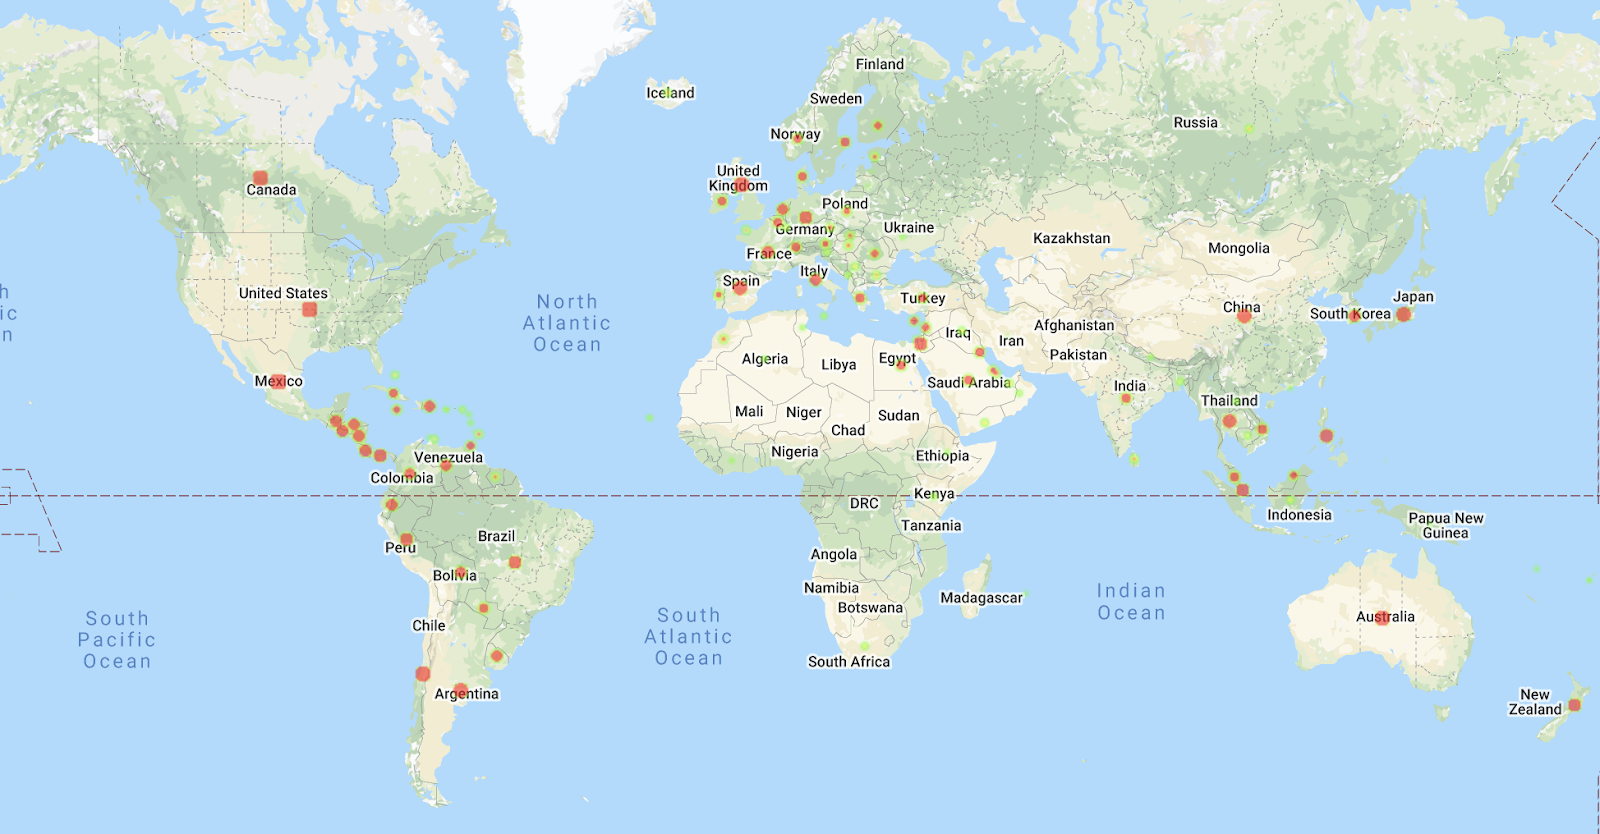 Finland
Iceland
Sweden
Russia
Norway
United
Kingdom
Canada
Poland
Ukraine
Germany
Kazakhstan
Mongolia
France
Italy
Spain
United States
North
Atlantic
Ocean
Turkey
China
Japan
South Korea
Afghanistan
Iraq
Iran
Pakistan
Algeria
Libya
Egypt
Mexico
Saudi Arabia
India
Thailand
Mali
Niger
Sudan
Chad
Nigeria
Ethiopia
Venezuela
Colombia
Kenya
DRC
Indonesia
Papua New
Guinea
Tanzania
Brazil
Peru
Angola
Bolivia
Namibia
Botswana
Madagascar
Indian
Ocean
South
Pacific
Ocean
South
Atlantic
Ocean
Chile
Australia
South Africa
Argentina
New
Zealand